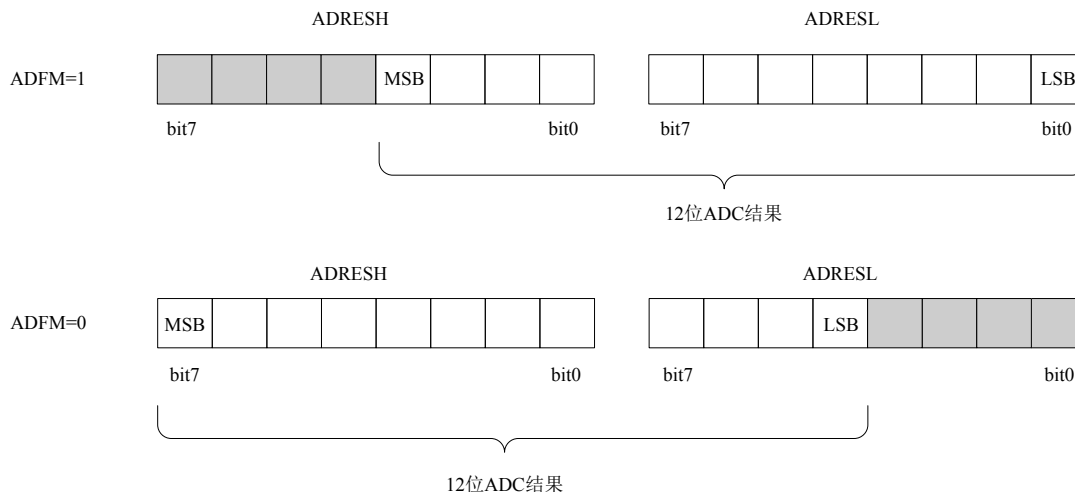 ADRESH ADRESL
ADFM=1 MSB LSB
bit7 bit0 bit7 bit0
12位ADC结果
ADRESH ADRESL
ADFM=0 MSB LSB
bit7 bit0 bit7 bit0
12位ADC结果